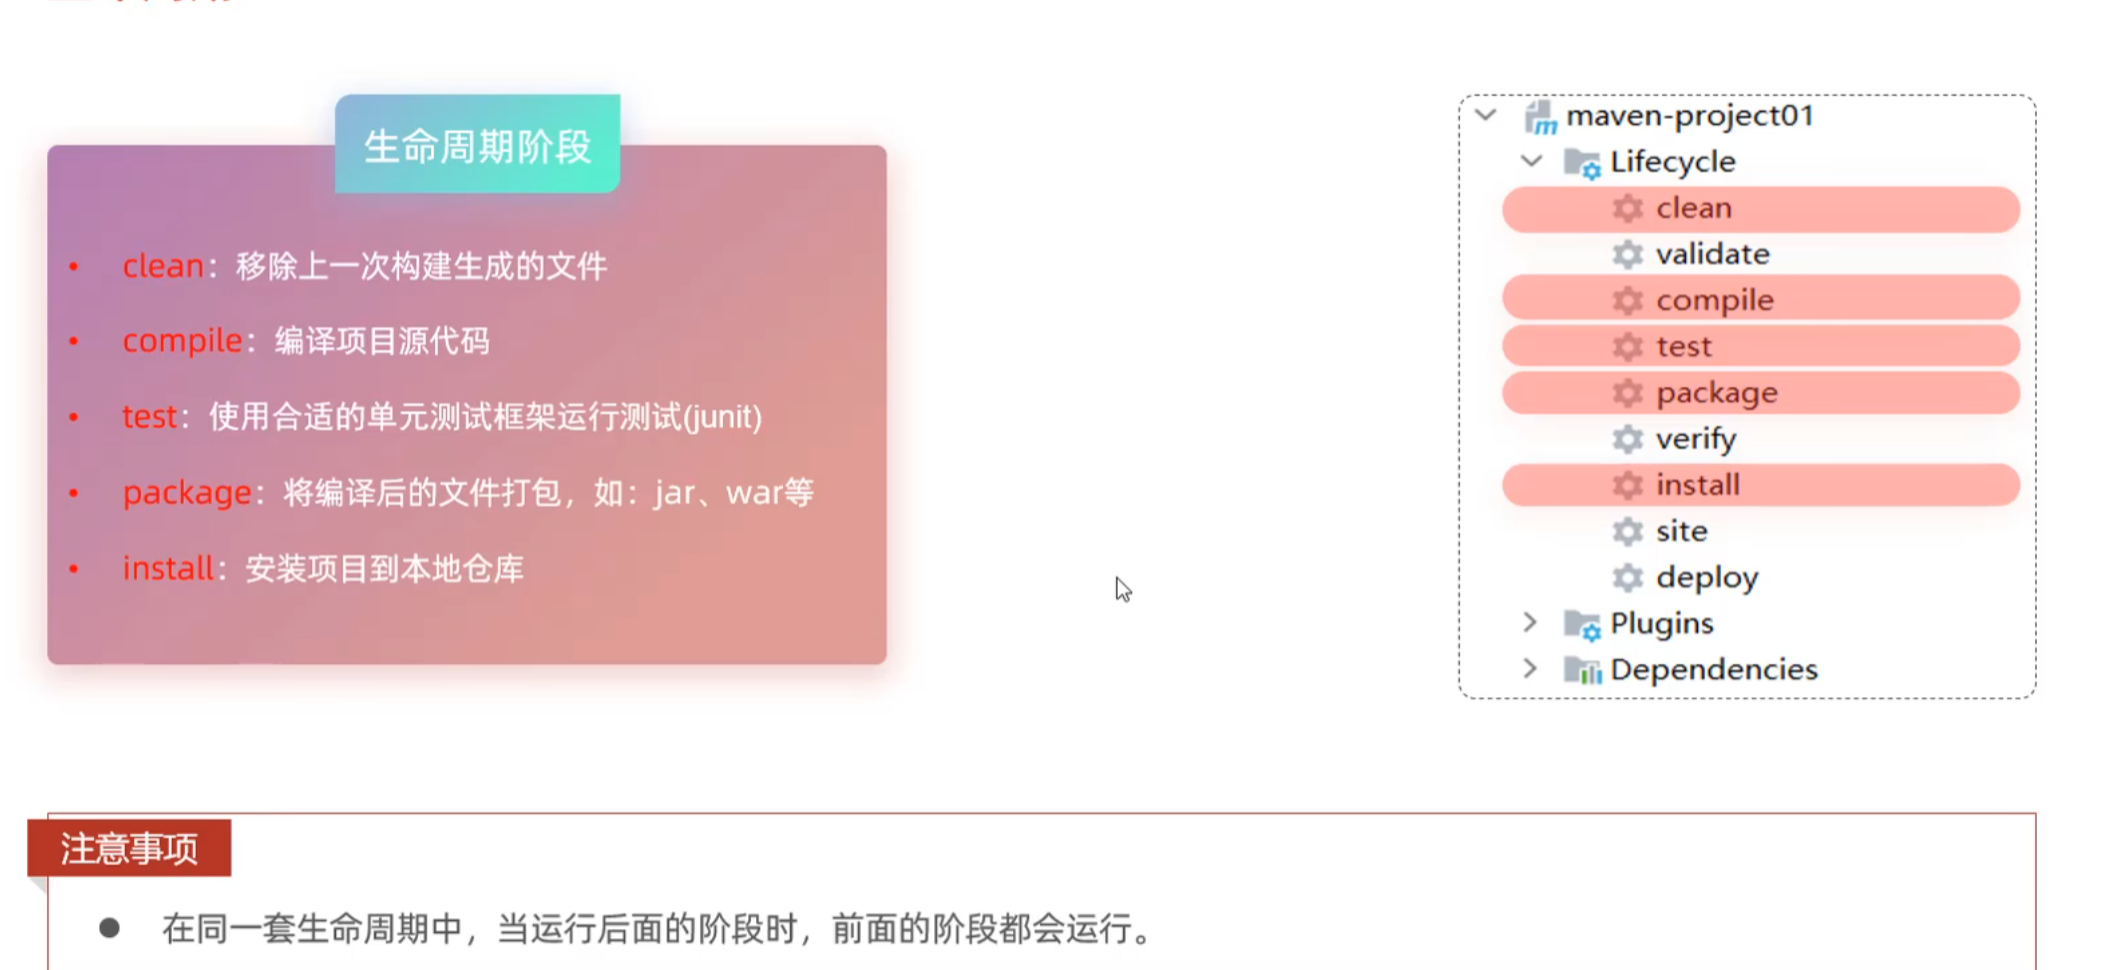 生命周期阶段
• clean：移除上一次构建生成的文件
• compile：编译项目源代码
• test：使用合适的单元测试框架运行测试(junit)
• package：将编译后的文件打包，如：jar、war等
• install：安装项目到本地仓库
maven-project01
Lifecycle
clean
validate
compile
test
package
verify
install
site
deploy
Plugins
Dependencies
注意事项
● 在同一套生命周期中，当运行后面的阶段时，前面的阶段都会运行。